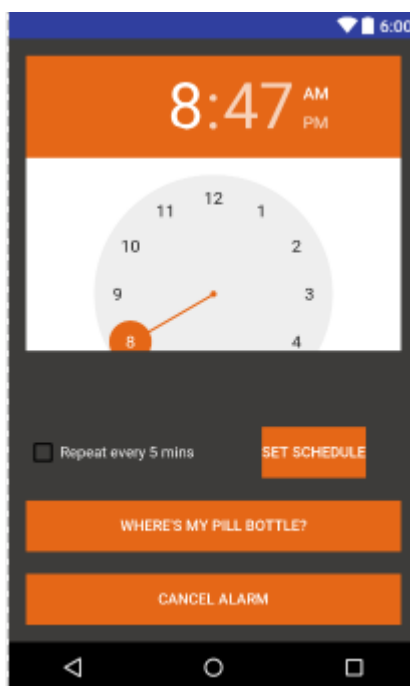 6:00
8:47 AM
PM
12
11 1
10 2
9 3
8 4
Repeat every 5 mins SET SCHEDULE
WHERE'S MY PILL BOTTLE?
CANCEL ALARM